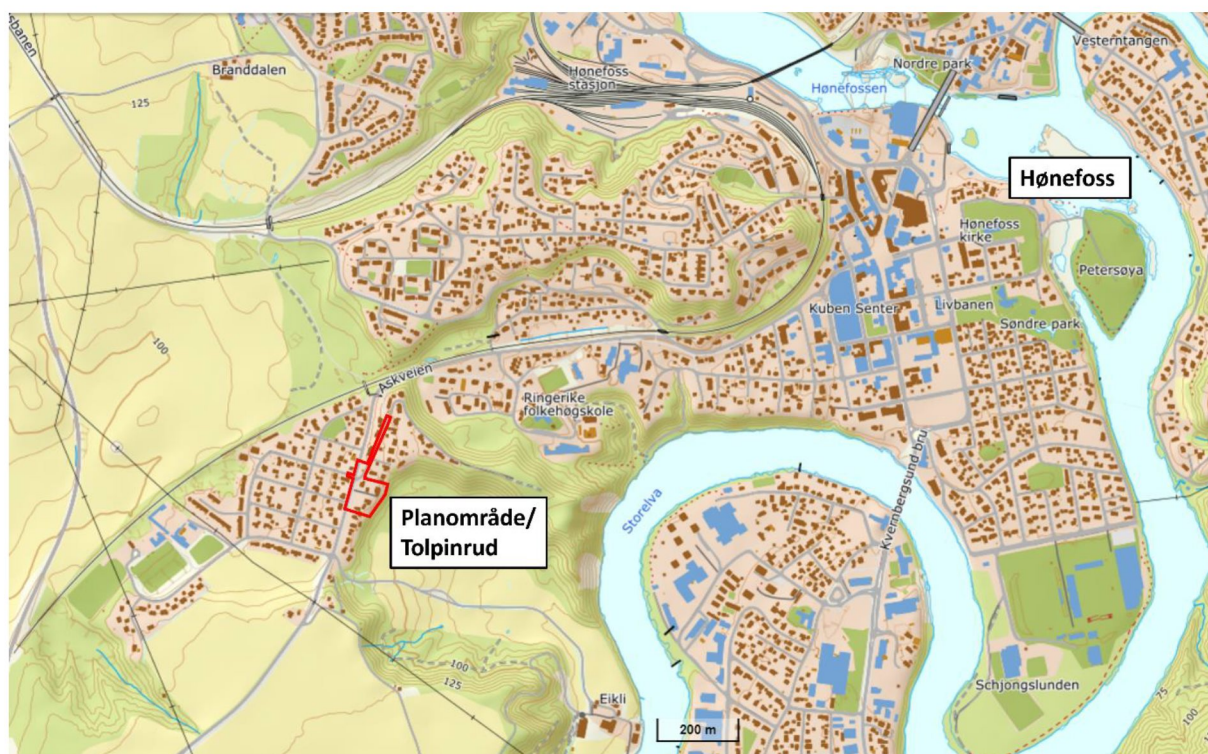 sbanen
Branddalen
125
Hønefoss
stasjon
Nordre park
Vesterntangen
Hønefossen
Hønefoss
Hønefoss
kirke
Petersøya
Kuben Senter
Livbanen
Søndre park
100
Askveien
Ringerike
folkehøgskole
Planområde/
Tolpinrud
Storelva
Kvernbergsund bru
Schjongslunden
100
125
Eikli
200 m
75
100